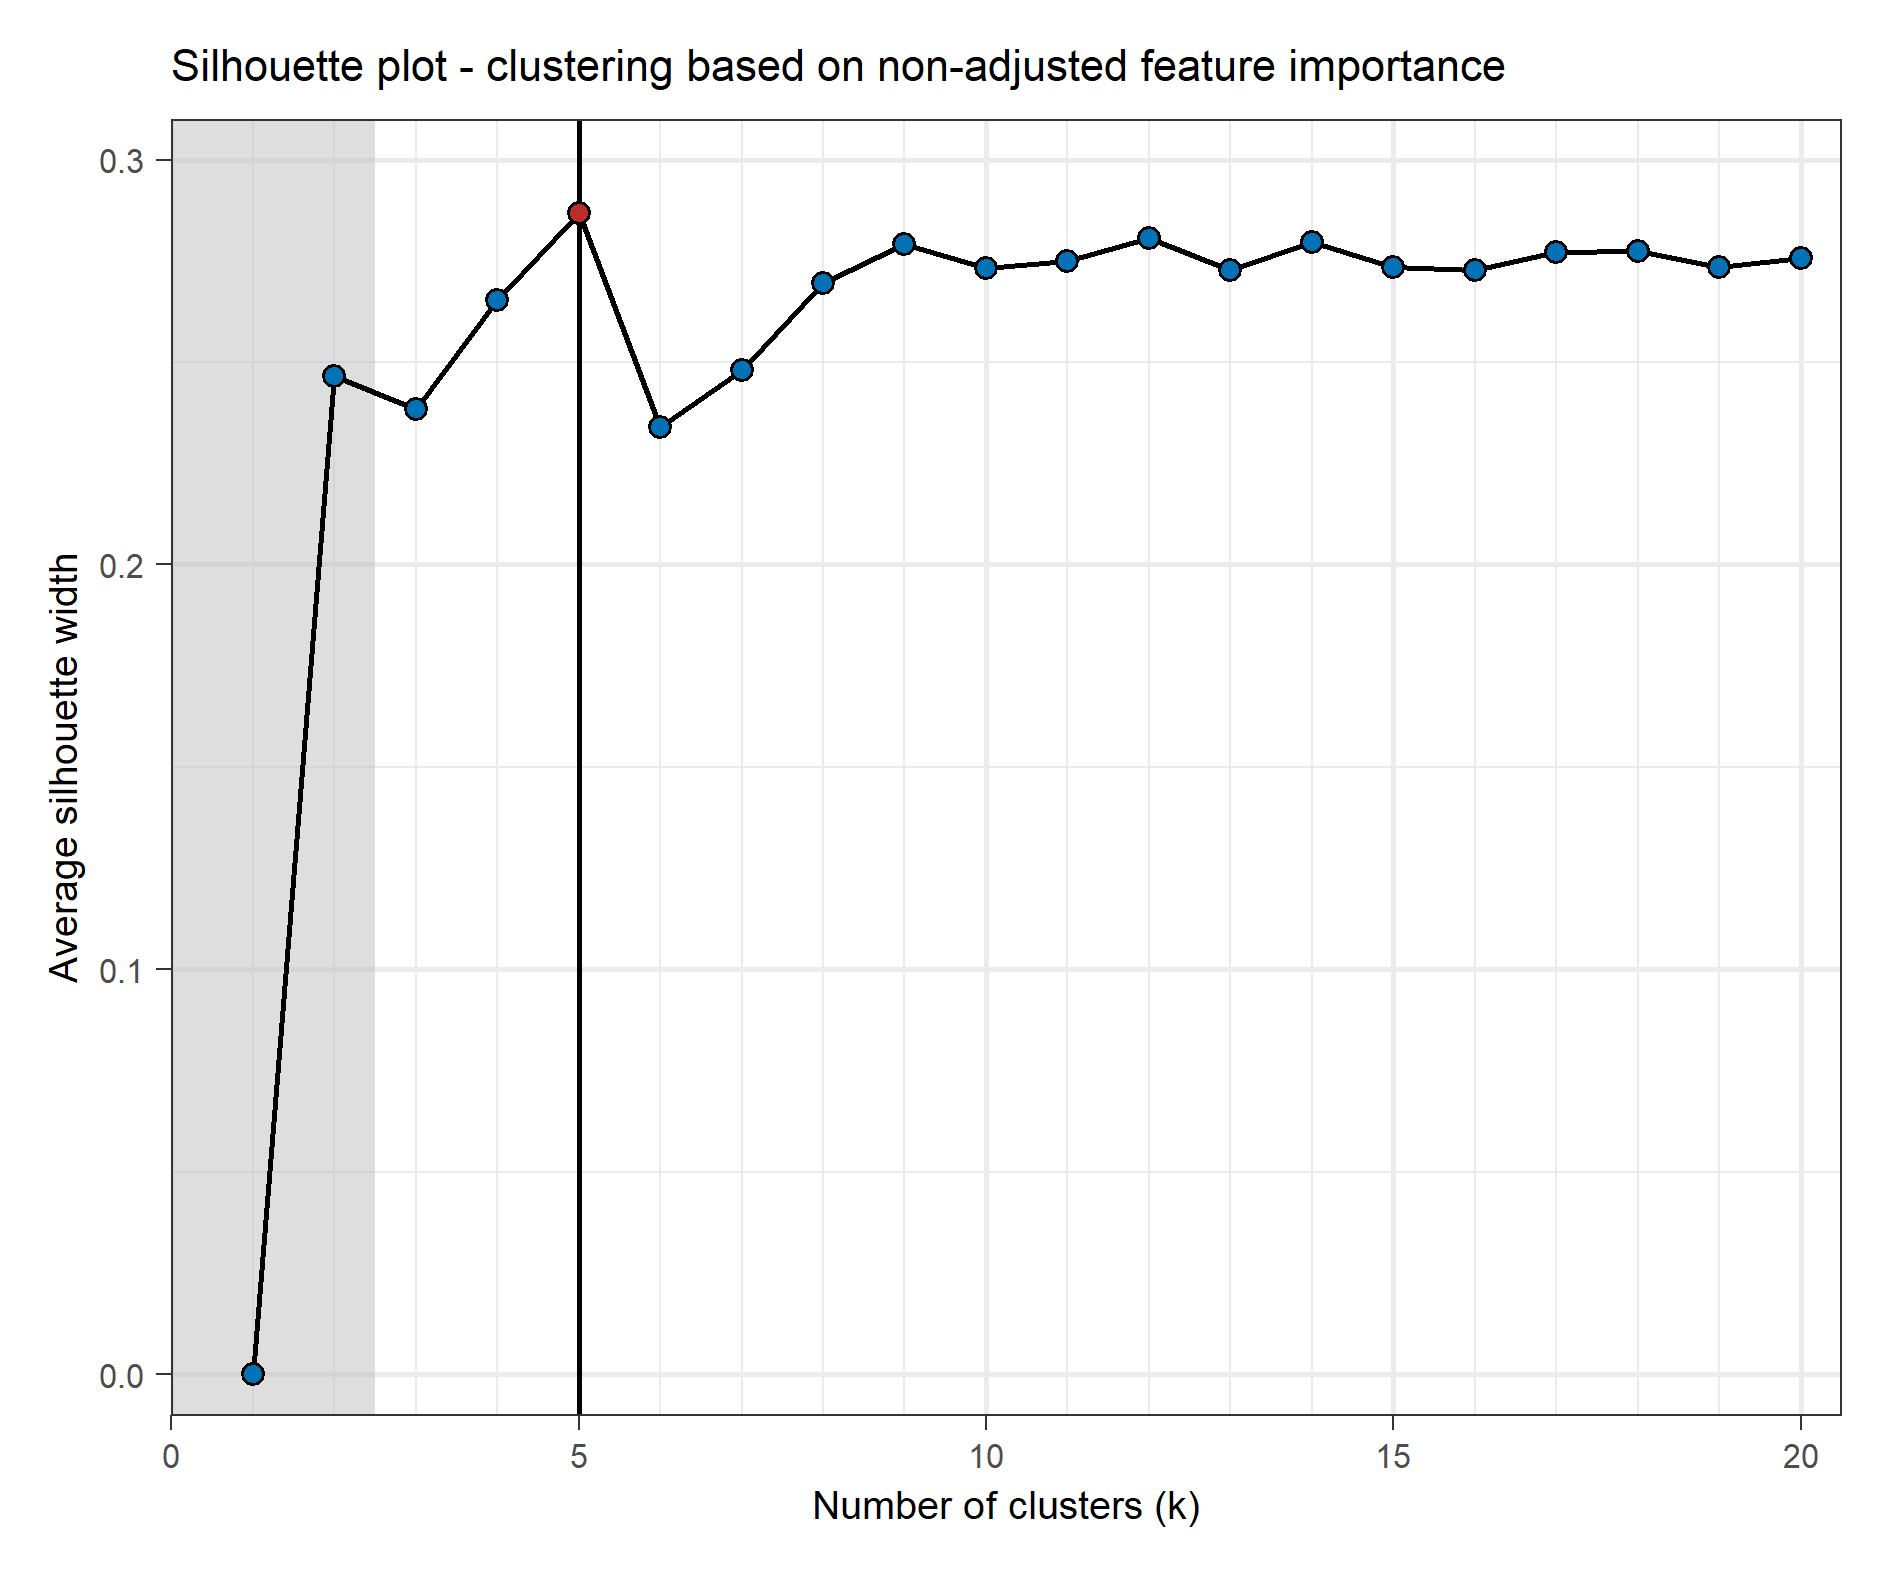 Silhouette plot - clustering based on non-adjusted feature importance
0.3
0.2
0.1
0.0
Average silhouette width
0 5 10 15 20
Number of clusters (k)